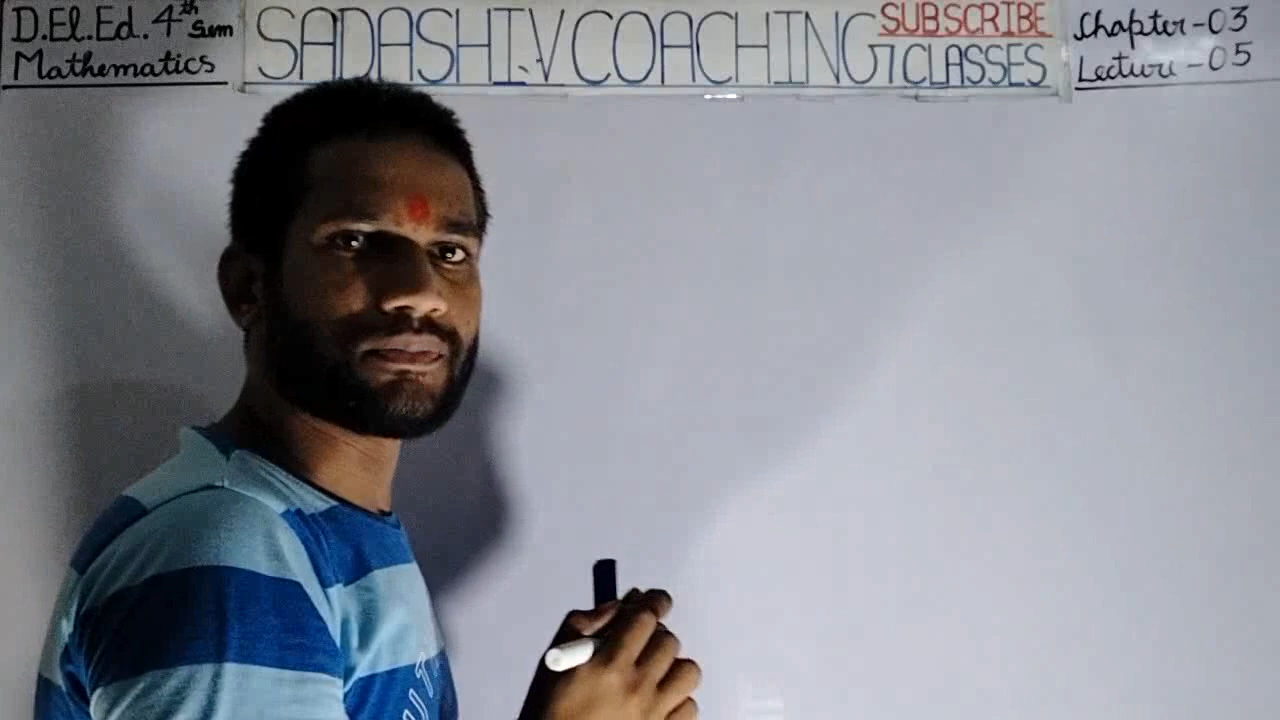 D.El.Ed. 4th Sem
Mathematics
SADASHIV COACHING
SUBSCRIBE
CLASSES
Chapter-03
Lecture-05